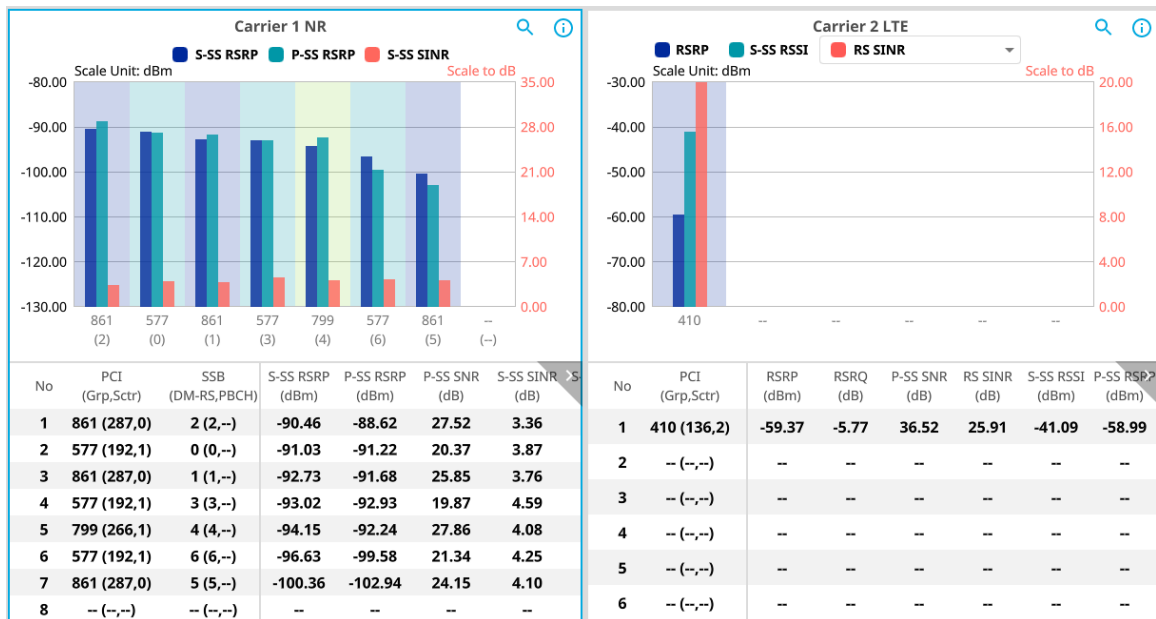 Carrier 1 NR
S-SS RSRP P-SS RSRP S-SS SINR
Scale Unit: dBm Scale to dB
-80.00 35.00
-90.00 28.00
-100.00 21.00
-110.00 14.00
-120.00 7.00
-130.00 0.00
861 577 861 577 799 577 861 --
(2) (0) (1) (3) (4) (6) (5) (--)
No PCI (Grp,Sctr) SSB (DM-RS,PBCH) S-SS RSRP (dBm) P-SS RSRP (dBm) P-SS SNR (dB) S-SS SINR (dB) S-
1 861 (287,0) 2 (2,--) -90.46 -88.62 27.52 3.36
2 577 (192,1) 0 (0,--) -91.03 -91.22 20.37 3.87
3 861 (287,0) 1 (1,--) -92.73 -91.68 25.85 3.76
4 577 (192,1) 3 (3,--) -93.02 -92.93 19.87 4.59
5 799 (266,1) 4 (4,--) -94.15 -92.24 27.86 4.08
6 577 (192,1) 6 (6,--) -96.63 -99.58 21.34 4.25
7 861 (287,0) 5 (5,--) -100.36 -102.94 24.15 4.10
8 -- (--,--) -- (--,--) -- -- -- --
Carrier 2 LTE
RSRP S-SS RSSI RS SINR
Scale Unit: dBm Scale to dB
-30.00 20.00
-40.00 16.00
-50.00 12.00
-60.00 8.00
-70.00 4.00
-80.00 0.00
410 -- -- -- -- --
No PCI (Grp,Sctr) RSRP (dBm) RSRQ (dB) P-SS SNR (dB) RS SINR (dB) S-SS RSSI (dBm) P-SS RSRP (dBm)
1 410 (136,2) -59.37 -5.77 36.52 25.91 -41.09 -58.99
2 -- (--,--) -- -- -- -- -- --
3 -- (--,--) -- -- -- -- -- --
4 -- (--,--) -- -- -- -- -- --
5 -- (--,--) -- -- -- -- -- --
6 -- (--,--) -- -- -- -- -- --